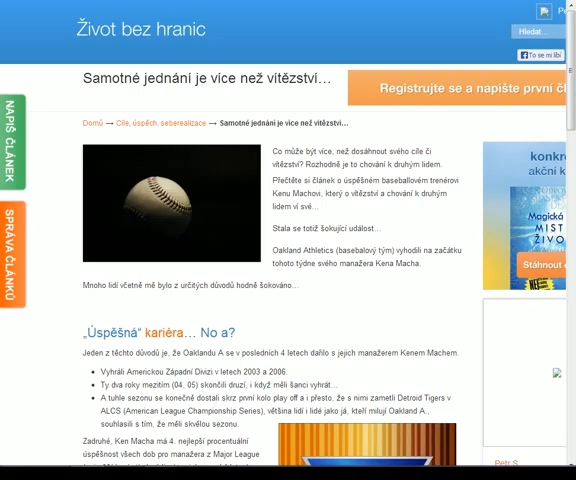 Život bez hranic
Hledat...
To se mi líbí
Samotné jednání je více než vítězství…
Registrujte se a napište první čl
NAPIŠ ČLÁNEK
SPRÁVA ČLÁNKŮ
Domů → Cíle, úspěch, seberealizace → Samotné jednání je více než vítězství…
Co může být více, než dosáhnout svého cíle či
vítězství? Rozhodně je to chování k druhým lidem.
Přečtěte si článek o úspěšném baseballovém trenérovi
Kenu Machovi, který o vítězství a chování k druhým
lidem ví své…
Stala se totiž šokující událost…
Oakland Athletics (basebalový tým) vyhodili na začátku
tohoto týdne svého manažera Kena Macha.
Mnoho lidí včetně mě bylo z určitých důvodů hodně šokováno…
konkr
akční k
Magická
MIST
ŽIVO
Stáhnout
„Úspěšná“ kariéra… No a?
Jeden z těchto důvodů je, že Oaklandu A se v posledních 4 letech dařilo s jejich manažerem Kenem Machem.
Vyhráli Americkou Západní Divizi v letech 2003 a 2006.
Ty dva roky mezitím (04, 05) skončili druzí, i když měli šanci vyhrát…
A tuhle sezonu se konečně dostali skrz první kolo play off a i přesto, že s nimi zametli Detroid Tigers v
ALCS (American League Championship Series), většina lidí i lidé jako já, kteří milují Oakland A.,
souhlasili s tím, že měli skvělou sezonu.
Zadruhé, Ken Macha má 4. nejlepší procentuální
úspěšnost všech dob pro manažera z Major League
Petr S.